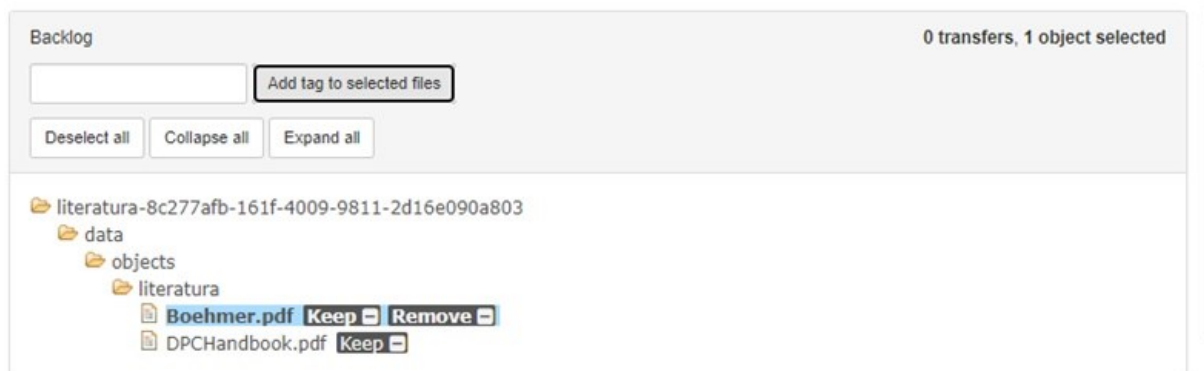 Backlog 0 transfers, 1 object selected
Add tag to selected files
Deselect all Collapse all Expand all
literatura-8c277afb-161f-4009-9811-2d16e090a803
data
objects
literatura
Boehmer.pdf Keep Remove
DPCHandbook.pdf Keep